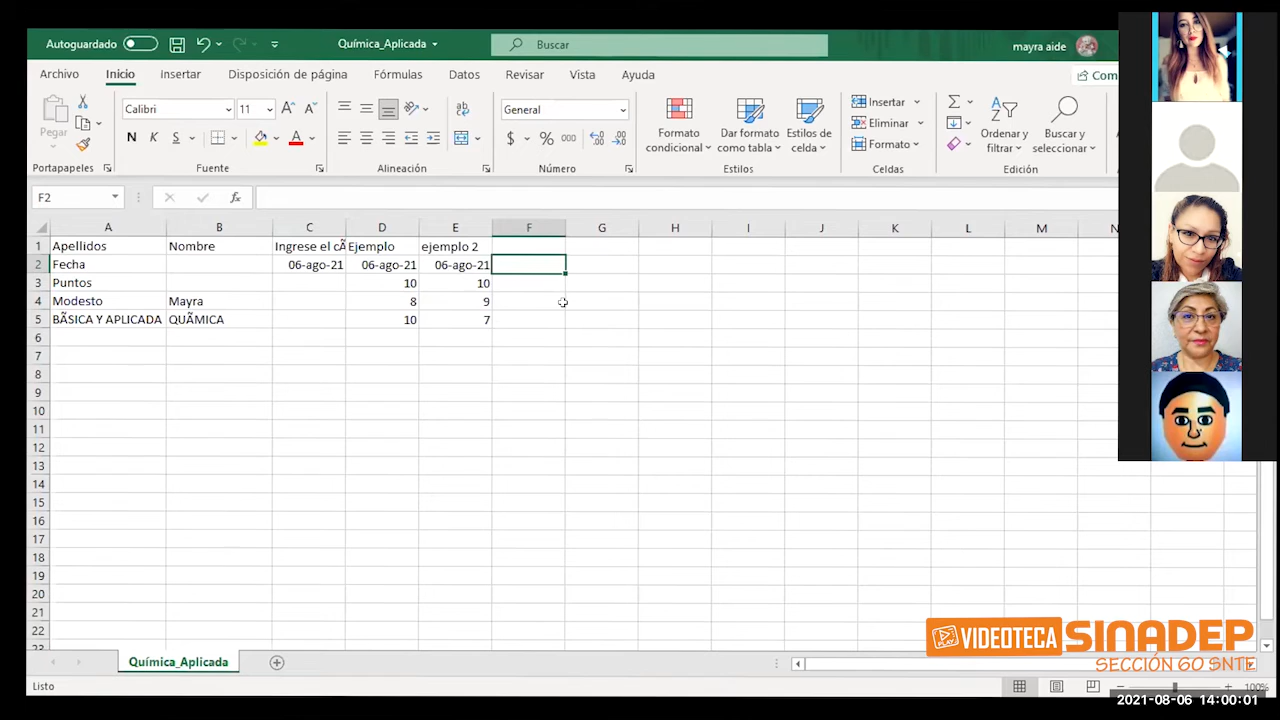 Autoguardado
Química_Aplicada
Buscar
mayra aide
Archivo Inicio Insertar Disposición de página Fórmulas Datos Revisar Vista Ayuda
Com
Pegar
Calibri 11
N K S
General
$ % 000
Formato condicional
Dar formato como tabla
Estilos de celda
Insertar
Eliminar
Formato
Ordenar y filtrar
Buscar y seleccionar
Portapapeles Fuente Alineación Número Estilos Celdas Edición
F2
fx
A B C D E F G H I J K L M N
1 Apellidos Nombre Ingrese el cÃ Ejemplo ejemplo 2
2 Fecha 06-ago-21 06-ago-21 06-ago-21
3 Puntos 10 10
4 Modesto Mayra 8 9
5 BÃSICA Y APLICADA QUÃMICA 10 7
6
7
8
9
10
11
12
13
14
15
16
17
18
19
20
21
22
23
PLAY VIDEOTECA SINADEP
SECCIÓN 60 SNTE
Química_Aplicada
Listo
100%
2021-08-06 14:00:01